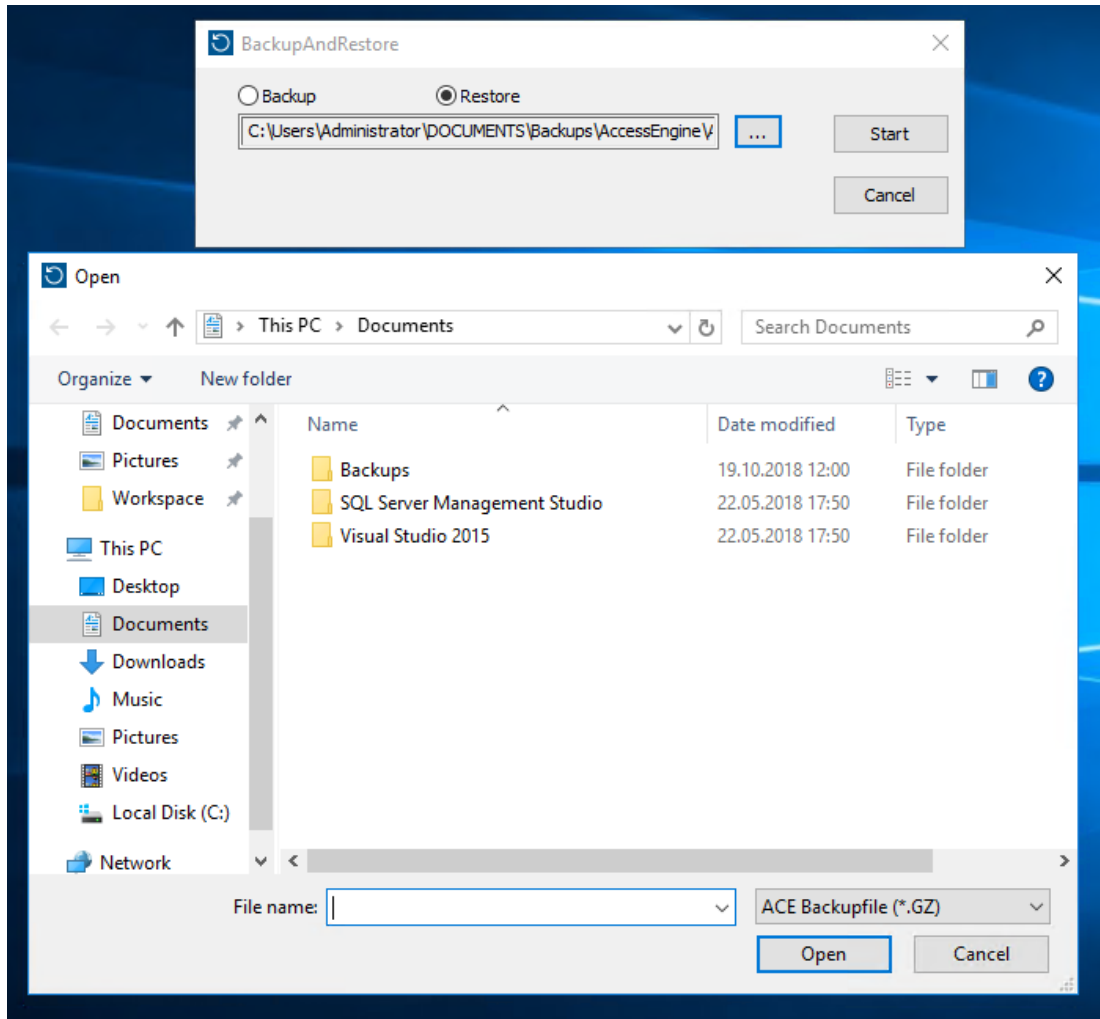 BackupAndRestore
Backup Restore
C:\Users\Administrator\DOCUMENTS\Backups\AccessEngine\ ... Start
Cancel
Open
This PC > Documents Search Documents
Organize New folder ?
Documents Name Date modified Type
Pictures Backups 19.10.2018 12:00 File folder
Workspace SQL Server Management Studio 22.05.2018 17:50 File folder
This PC Visual Studio 2015 22.05.2018 17:50 File folder
Desktop
Documents
Downloads
Music
Pictures
Videos
Local Disk (C:)
Network
File name: ACE Backupfile (*.GZ)
Open Cancel